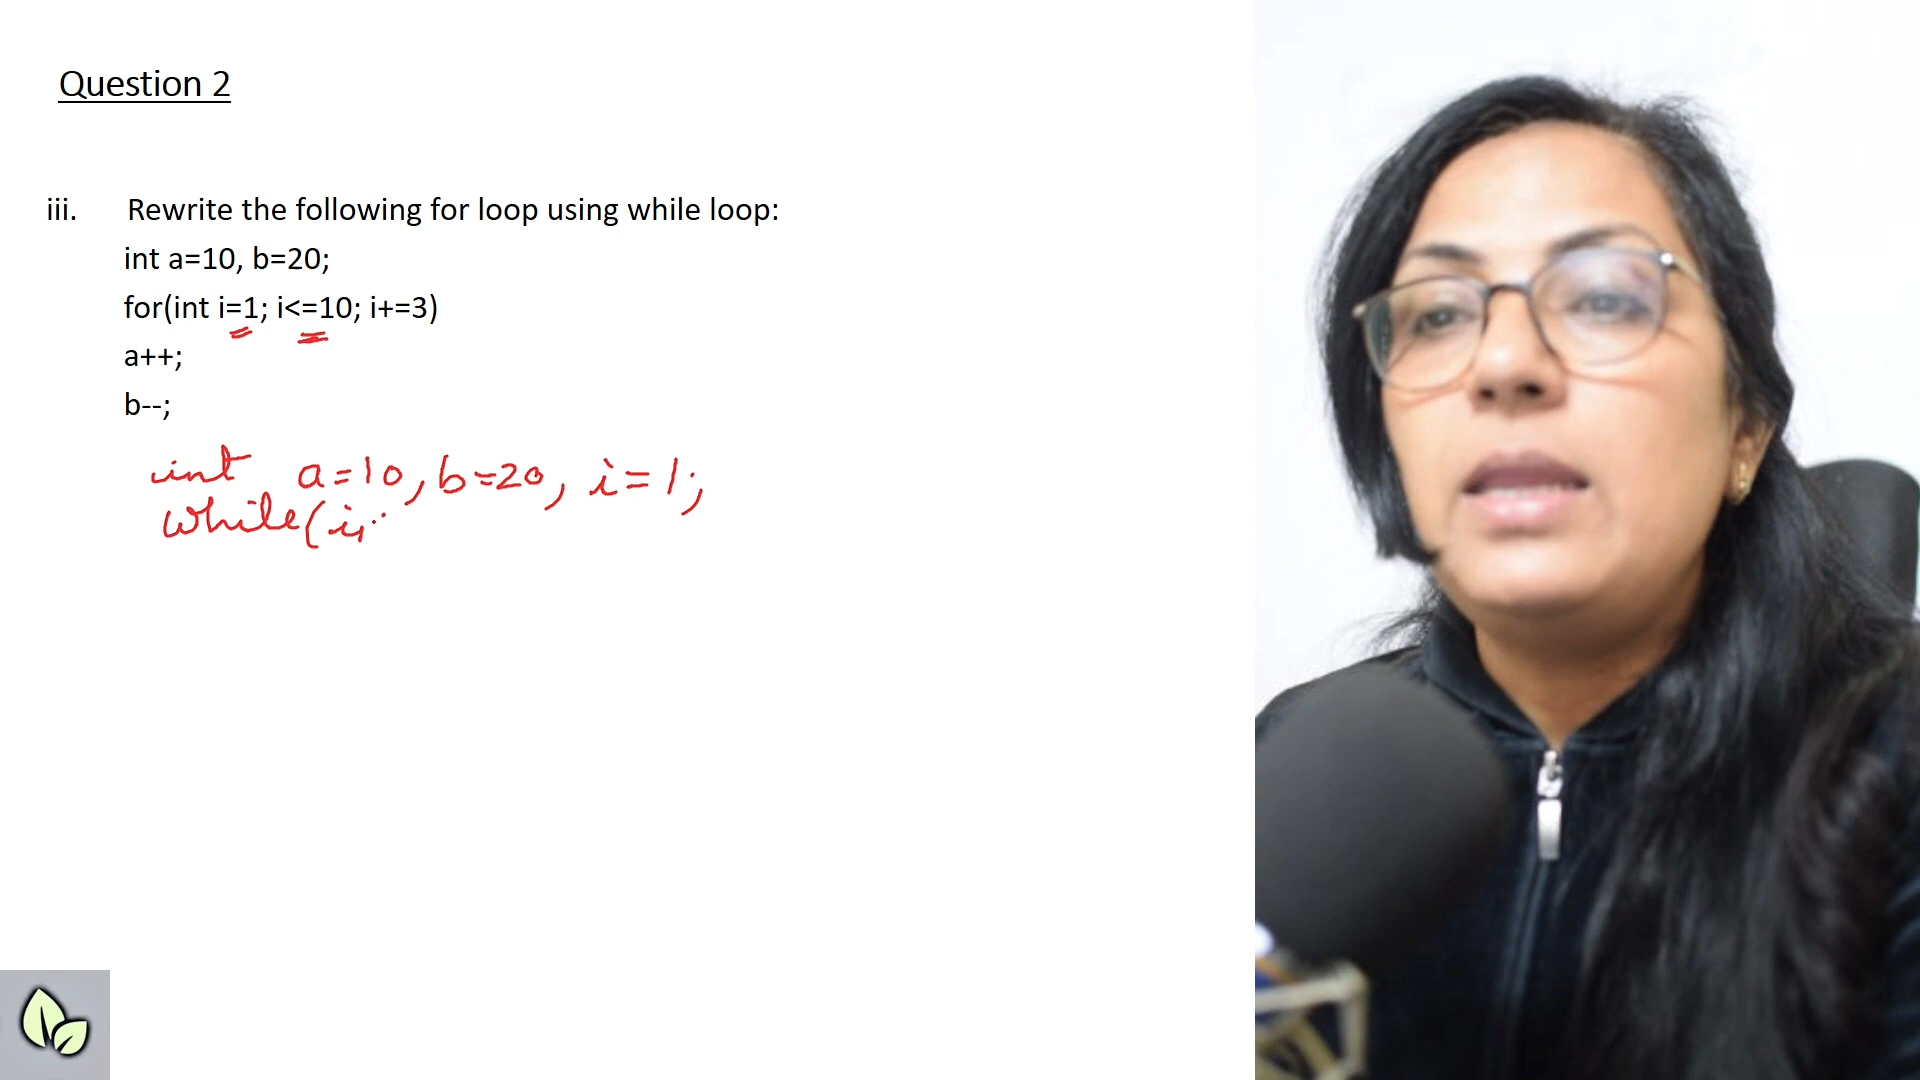 Question 2
iii. Rewrite the following for loop using while loop:
int a=10, b=20;
for(int i=1; i<=10; i+=3)
a++;
b--;
int a=10, b=20, i=1;
while(i